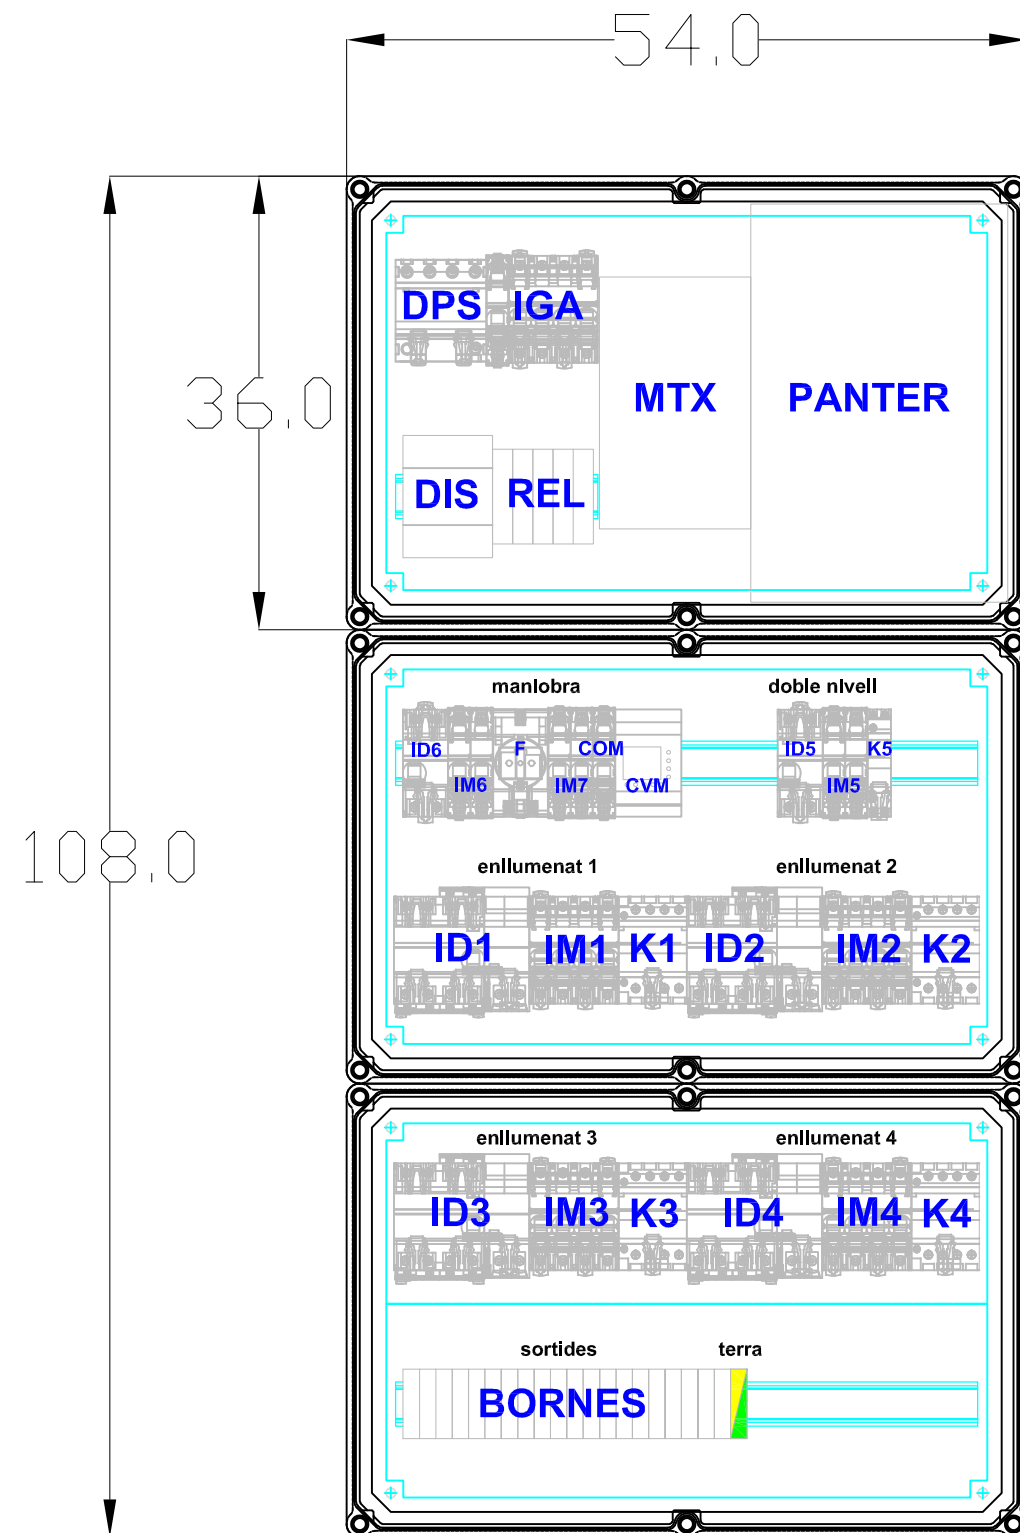 54.0
36.0
108.0
DPS IGA
MTX PANTER
DIS REL
maniobra doble nivell
ID6 F COM ID5 K5
IM6 IM7 CVM IM5
enllumenat 1 enllumenat 2
ID1 IM1 K1 ID2 IM2 K2
enllumenat 3 enllumenat 4
ID3 IM3 K3 ID4 IM4 K4
sortides terra
BORNES